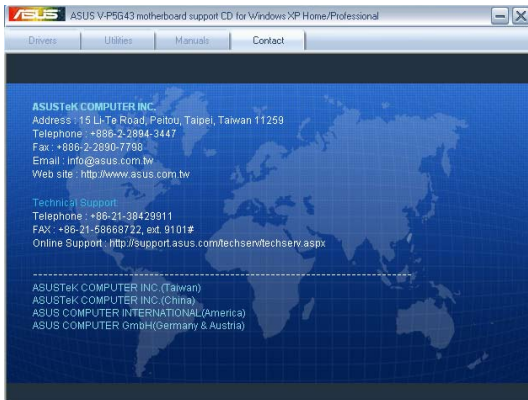 ASUS ASUS V-P5G43 motherboard support CD for Windows XP Home/Professional
Drivers Utilities Manuals Contact
ASUSTeK COMPUTER INC.
Address : 15 Li-Te Road, Peitou, Taipei, Taiwan 11259
Telephone : +886-2-2894-3447
Fax : +886-2-2890-7798
Email : info@asus.com.tw
Web site : http://www.asus.com.tw
Technical Support
Telephone : +86-21-38429911
FAX : +86-21-58668722, ext. 9101#
Online Support : http://support.asus.com/techserv/techserv.aspx
ASUSTeK COMPUTER INC.(Taiwan)
ASUSTeK COMPUTER INC.(China)
ASUS COMPUTER INTERNATIONAL(America)
ASUS COMPUTER GmbH(Germany & Austria)